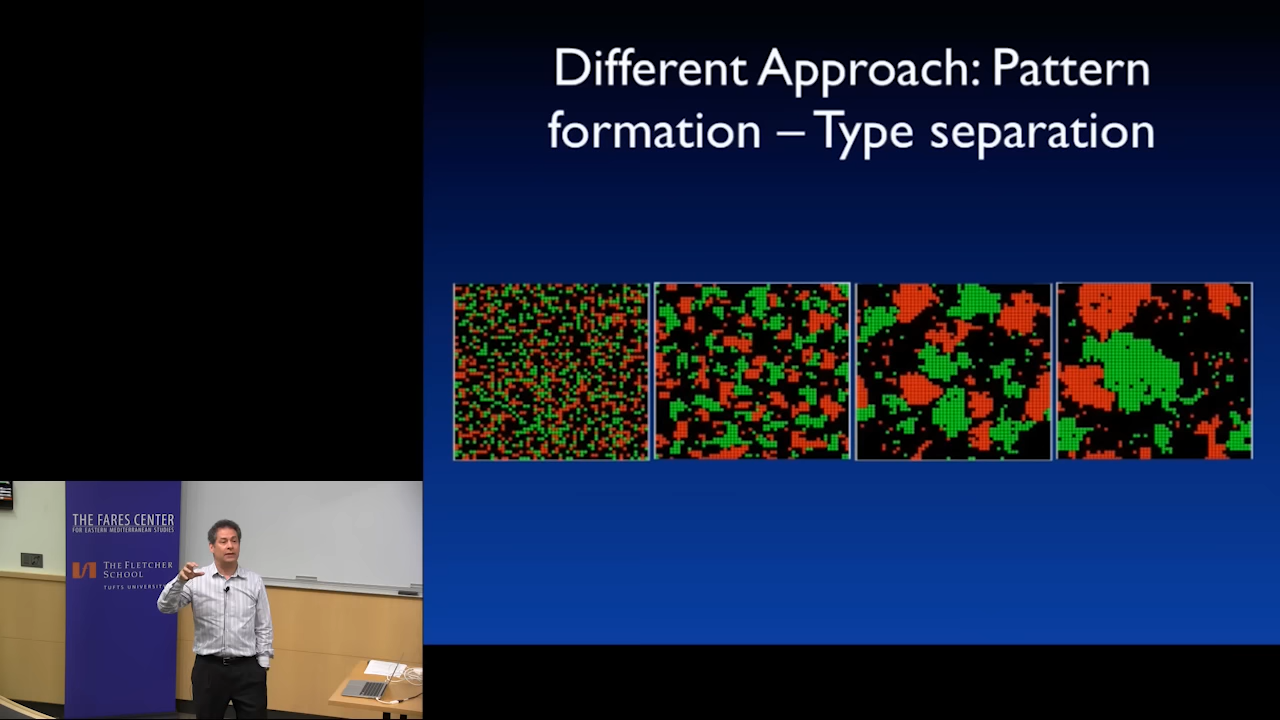 Different Approach: Pattern
formation – Type separation
THE FARES CENTER
FOR EASTERN MEDITERRANEAN STUDIES
THE FLETCHER
SCHOOL
TUFTS UNIVERSITY